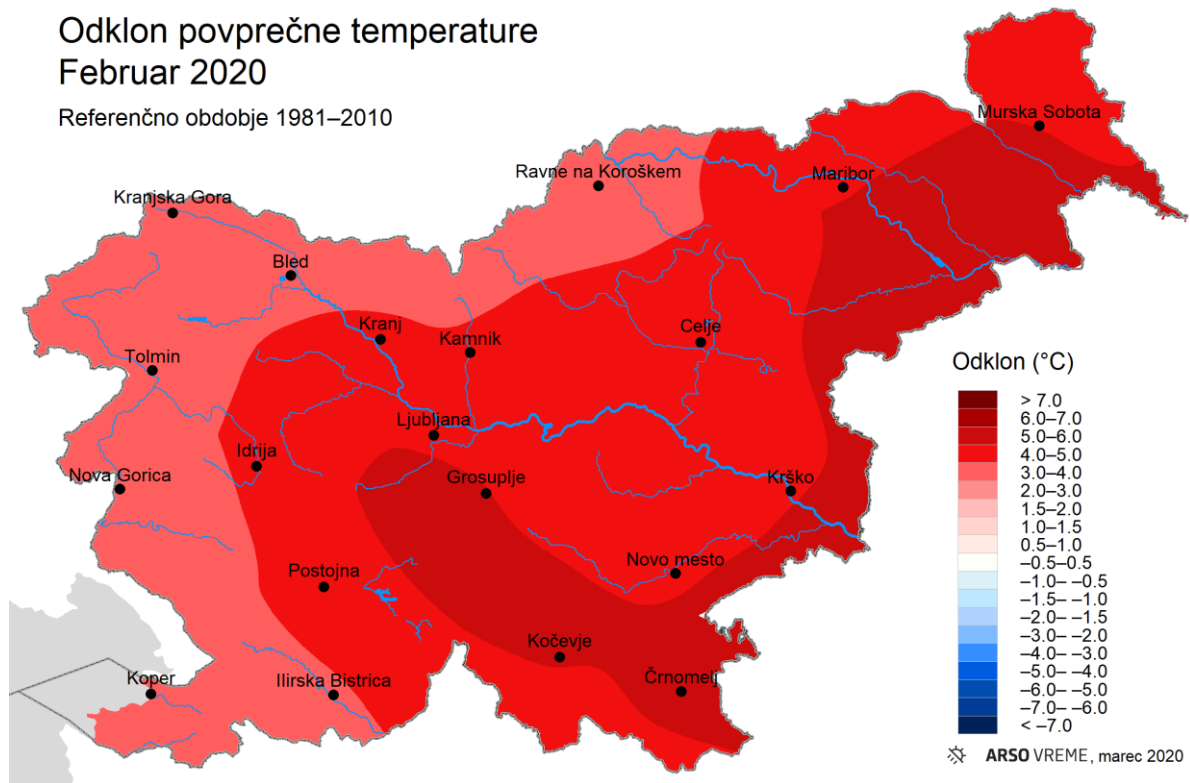 Odklon povprečne temperature
Februar 2020
Referenčno obdobje 1981–2010
Murska Sobota
Ravne na Koroškem
Maribor
Kranjska Gora
Bled
Kranj
Kamnik
Celje
Tolmin
Ljubljana
Idrija
Nova Gorica
Grosuplje
Krško
Novo mesto
Postojna
Kočevje
Koper
Ilirska Bistrica
Črnomelj
Odklon (°C)
> 7.0
6.0–7.0
5.0–6.0
4.0–5.0
3.0–4.0
2.0–3.0
1.5–2.0
1.0–1.5
0.5–1.0
–0.5–0.5
–1.0– –0.5
–1.5– –1.0
–2.0– –1.5
–3.0– –2.0
–4.0– –3.0
–5.0– –4.0
–6.0– –5.0
–7.0– –6.0
< –7.0
ARSO VREME, marec 2020